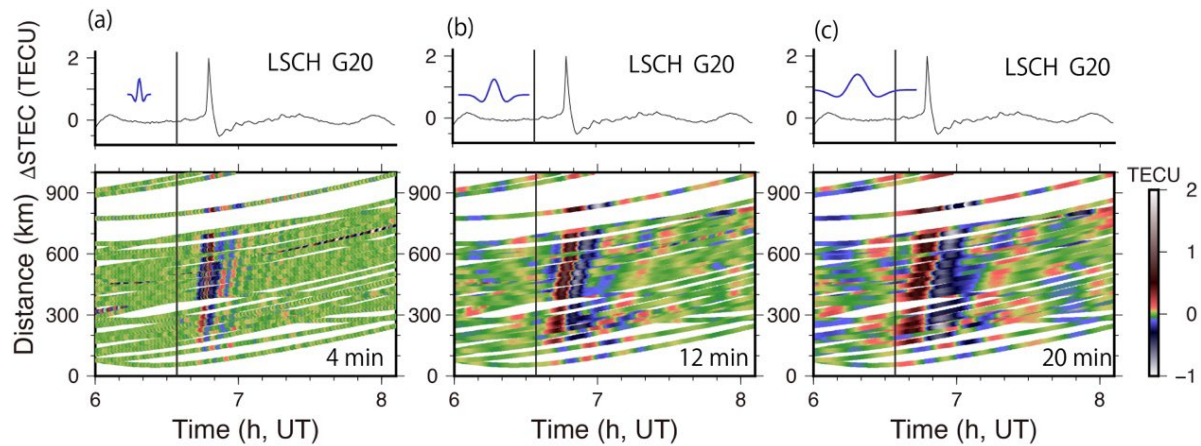 (a)
(b)
(c)
ΔSTEC (TECU)
2
0
LSCH G20
2
0
LSCH G20
2
0
LSCH G20
Distance (km)
900
600
300
0
4 min
6
7
8
Time (h, UT)
900
600
300
0
12 min
6
7
8
Time (h, UT)
900
600
300
0
20 min
6
7
8
Time (h, UT)
TECU
2
1
0
−1